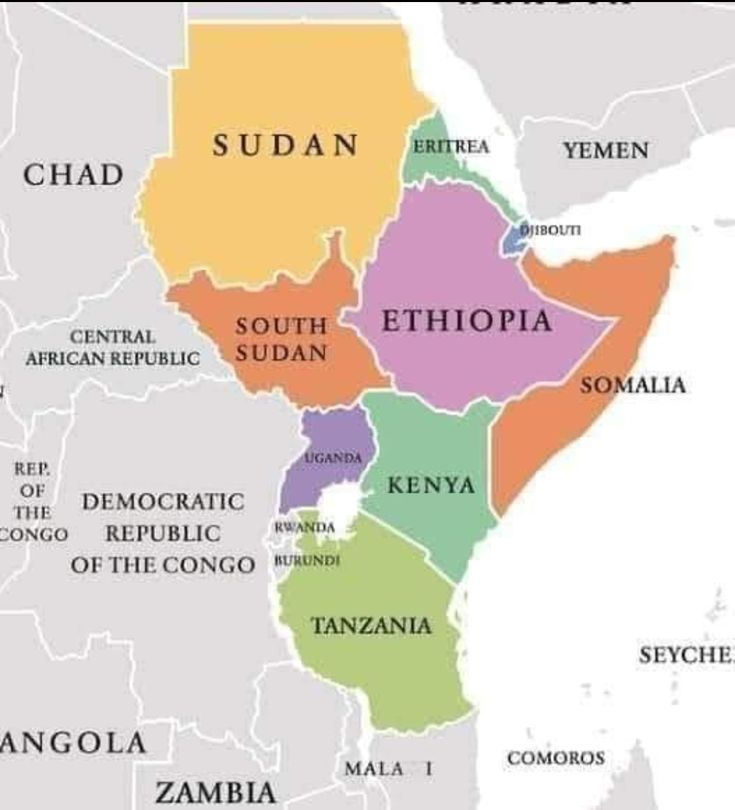 SUDAN
ERITREA
YEMEN
CHAD
DJIBOUTI
ETHIOPIA
SOUTH
SUDAN
CENTRAL
AFRICAN REPUBLIC
SOMALIA
UGANDA
KENYA
REP.
OF
THE
CONGO
DEMOCRATIC
REPUBLIC
OF THE CONGO
RWANDA
BURUNDI
TANZANIA
SEYCHE
ANGOLA
MALA I
COMOROS
ZAMBIA